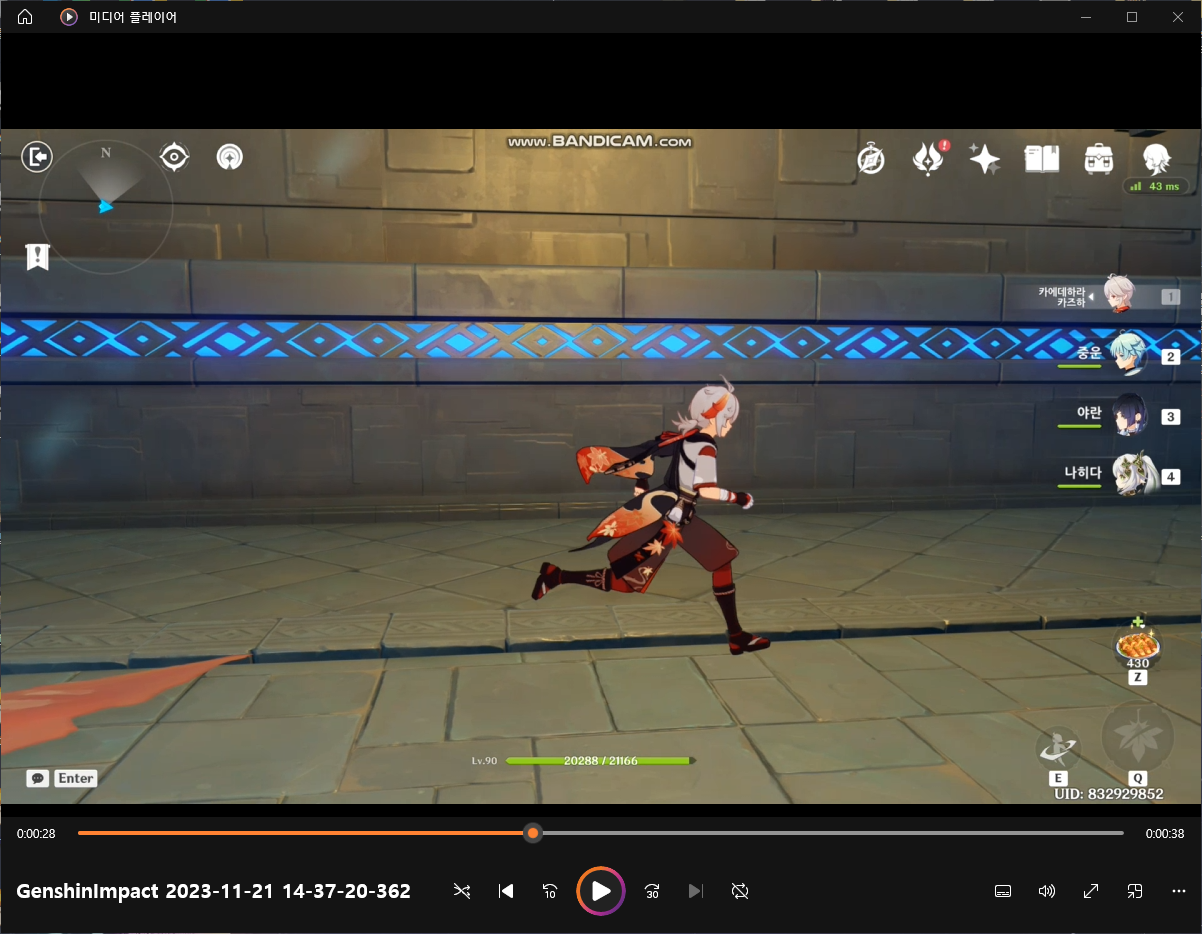 미디어 플레이어
www.BANDICAM.com
N
43 ms
카에데하라
카즈하
1
중운
2
야란
3
나히다
4
430
Z
Lv.90
20288 / 21166
Enter
E
Q
UID: 832929852
0:00:28
0:00:38
GenshinImpact 2023-11-21 14-37-20-362
10
30